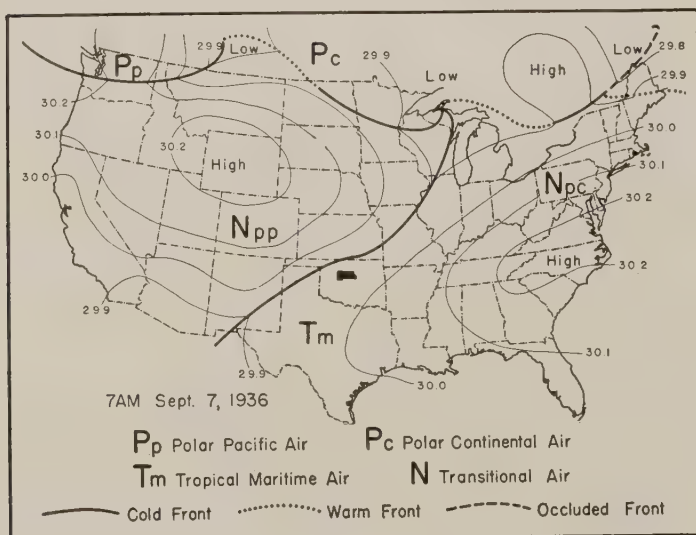 29.9
Low
Pc
29.9
Low
29.8
Pp
Low
High
29.9
30.2
30.0
30.2
30.1
High
30.1
Npc
30.2
30.0
Npp
High
30.2
29.9
Tm
30.1
29.9
30.0
7AM Sept. 7, 1936
Pp Polar Pacific Air Pc Polar Continental Air
Tm Tropical Maritime Air N Transitional Air
Cold Front Warm Front Occluded Front